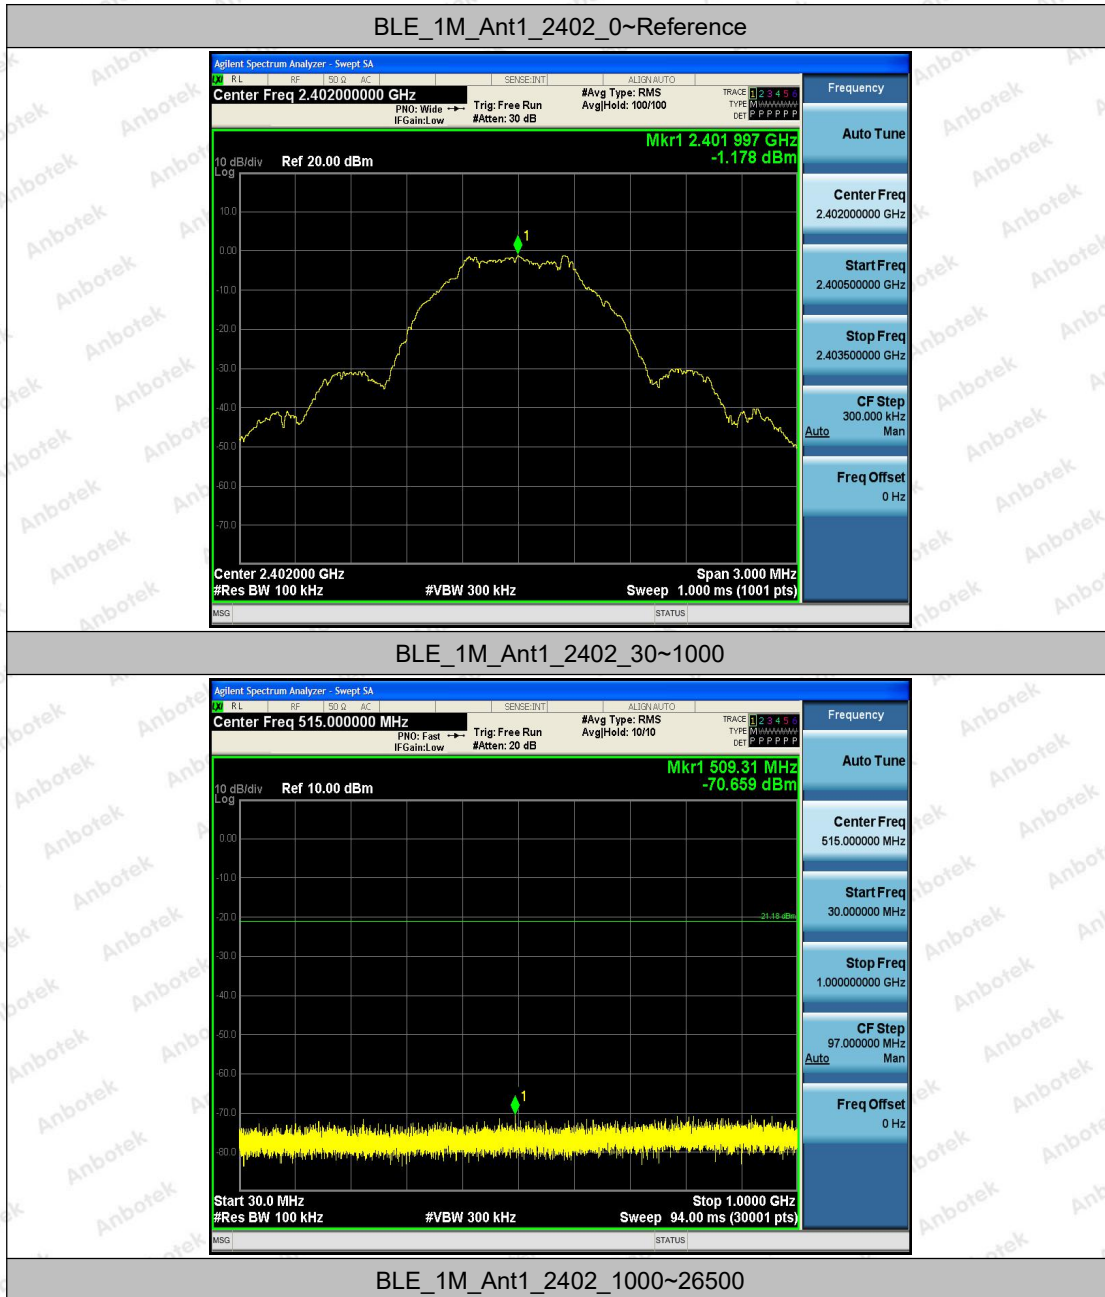 BLE_1M_Ant1_2402_0~Reference
Agilent Spectrum Analyzer - Swept SA
LXI RL RF 50 Ω AC SENSE:INT ALIGNAUTO
Center Freq 2.402000000 GHz
PNO: Wide
IFGain:Low
Trig: Free Run
#Atten: 30 dB
#Avg Type: RMS
Avg|Hold: 100/100
TRACE 1 2 3 4 5 6
TYPE M WWWWW
DET P P P P P P
Mkr1 2.401 997 GHz
-1.178 dBm
10 dB/div Ref 20.00 dBm
Log
10.0
0.00
-10.0
-20.0
-30.0
-40.0
-50.0
-60.0
-70.0
1
Center 2.402000 GHz
Span 3.000 MHz
#Res BW 100 kHz
#VBW 300 kHz
Sweep 1.000 ms (1001 pts)
MSG
STATUS
Frequency
Auto Tune
Center Freq
2.402000000 GHz
Start Freq
2.400500000 GHz
Stop Freq
2.403500000 GHz
CF Step
300.000 kHz
Auto Man
Freq Offset
0 Hz
BLE_1M_Ant1_2402_30~1000
Agilent Spectrum Analyzer - Swept SA
LXI RL RF 50 Ω AC SENSE:INT ALIGNAUTO
Center Freq 515.000000 MHz
PNO: Fast
IFGain:Low
Trig: Free Run
#Atten: 20 dB
#Avg Type: RMS
Avg|Hold: 10/10
TRACE 1 2 3 4 5 6
TYPE M WWWWW
DET P P P P P P
Mkr1 509.31 MHz
-70.659 dBm
10 dB/div Ref 10.00 dBm
Log
0.00
-10.0
-20.0
-30.0
-40.0
-50.0
-60.0
-70.0
-80.0
-21.18 dBm
1
Start 30.0 MHz
Stop 1.0000 GHz
#Res BW 100 kHz
#VBW 300 kHz
Sweep 94.00 ms (30001 pts)
MSG
STATUS
Frequency
Auto Tune
Center Freq
515.000000 MHz
Start Freq
30.000000 MHz
Stop Freq
1.000000000 GHz
CF Step
97.000000 MHz
Auto Man
Freq Offset
0 Hz
BLE_1M_Ant1_2402_1000~26500
Anbotek